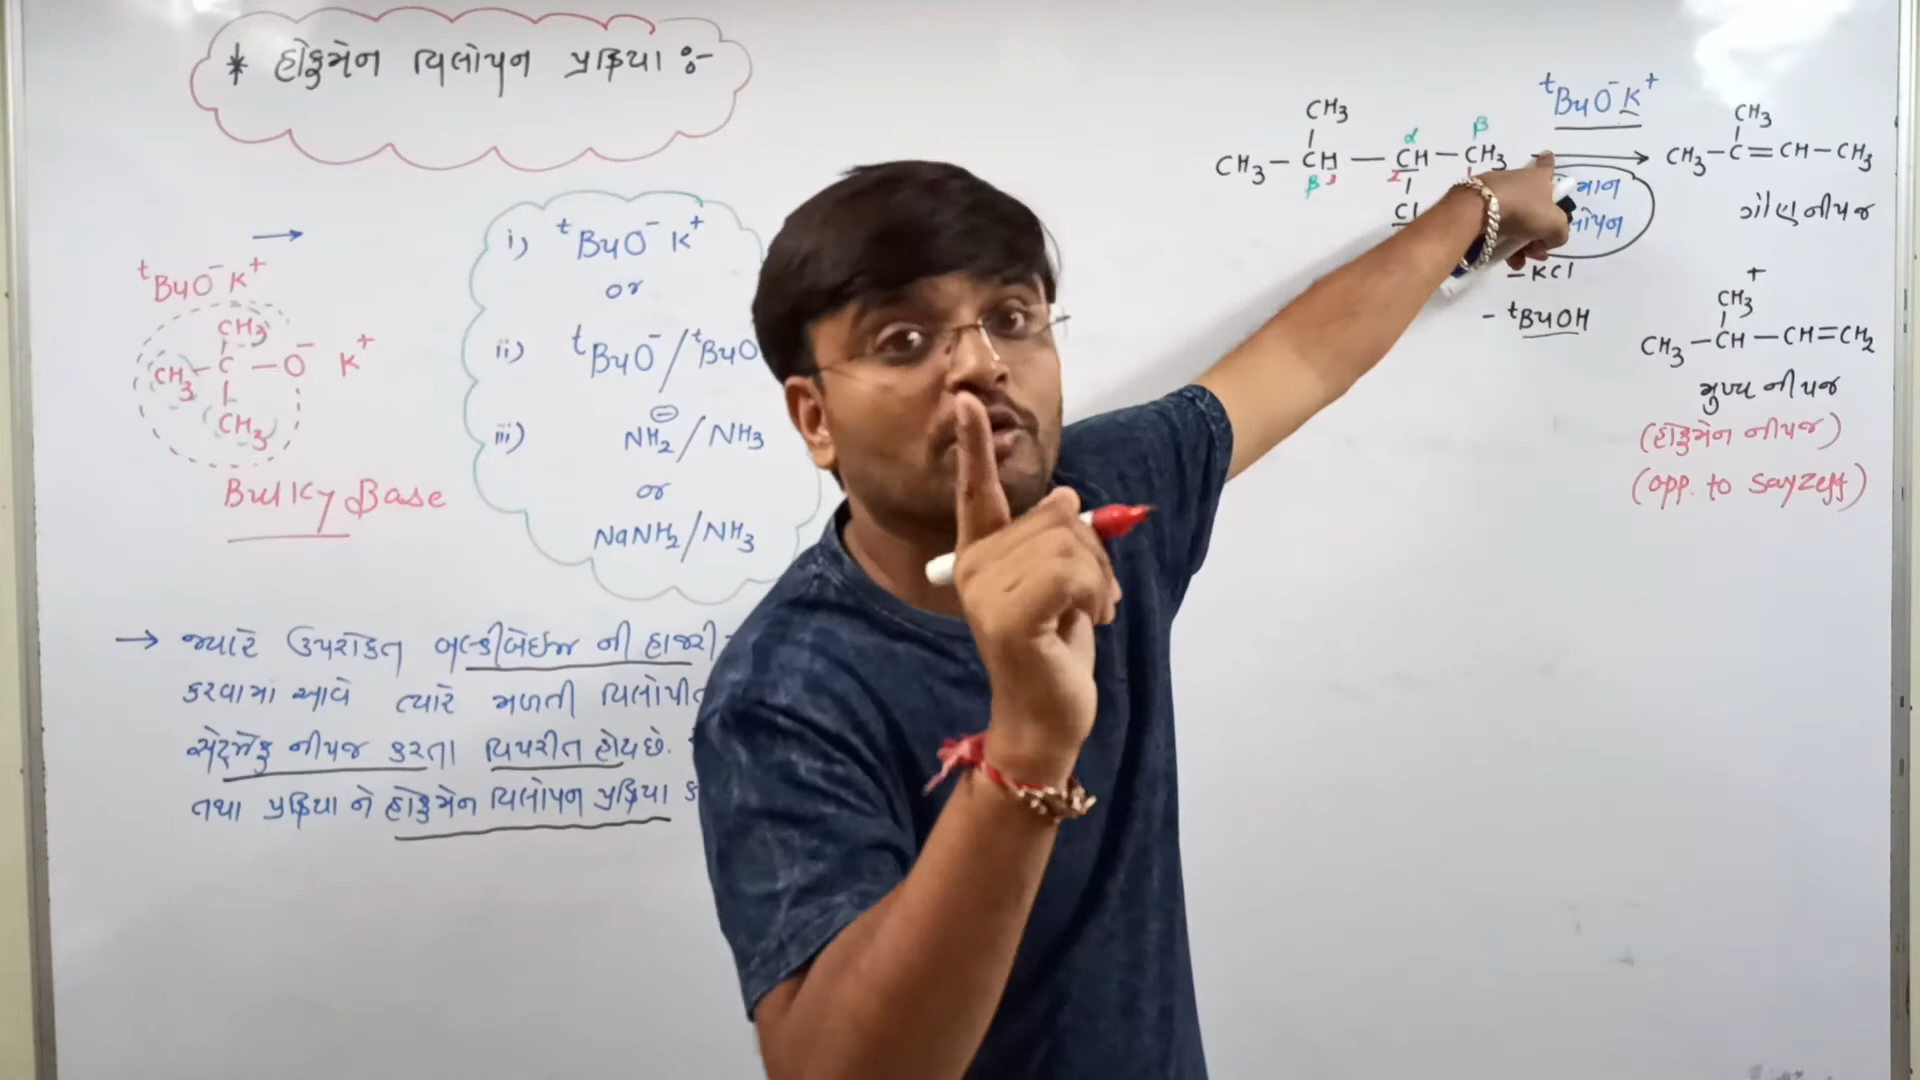 * હોફમેન વિલોપન પ્રક્રિયા :-
→
ᵗBuO⁻ K⁺
CH₃
CH₃ - C - O⁻ K⁺
CH₃
Bulky Base
i) ᵗBuO⁻ K⁺
or
ii) ᵗBuO⁻ / ᵗBuO
iii) NH₂⊖ / NH₃
or
NaNH₂ / NH₃
→ જ્યારે ઉપરોક્ત બલ્કીબેઇઝ ની હાજરી
કરવામાં આવે ત્યારે મળતી વિલોપીત
સેટ્ઝેફ નીપજ કરતા વિપરીત હોય છે.
તથા પ્રક્રિયા ને હોફમેન વિલોપન પ્રક્રિયા ક
CH₃
α β
CH₃ - CH - CH - CH₃
β 3 2
Cl
ᵗBuO⁻K⁺
→
- KCl
- ᵗBuOH
CH₃
CH₃ - C = CH - CH₃
ગૌણ નીપજ
+
CH₃
CH₃ - CH - CH = CH₂
મુખ્ય નીપજ
(હોફમેન નીપજ)
(opp. to Sayzeff)